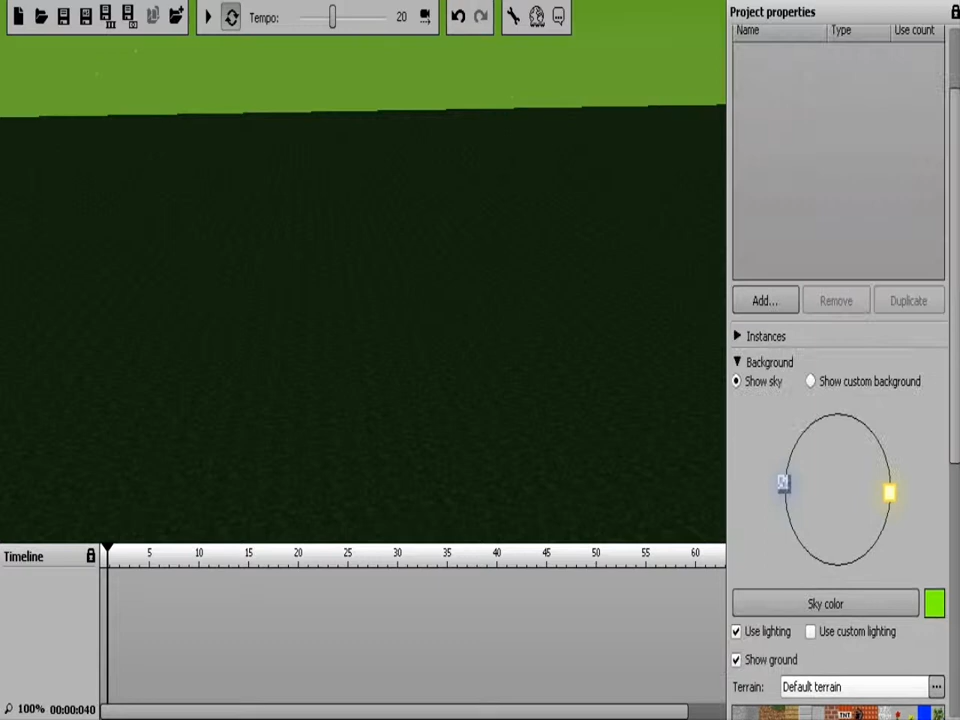 Tempo:
20
Project properties
Name Type Use count
Add... Remove Duplicate
Instances
Background
Show sky Show custom background
Sky color
Use lighting Use custom lighting
Show ground
Terrain: Default terrain ...
TNT
Timeline
5 10 15 20 25 30 35 40 45 50 55 60
100% 00:00:040